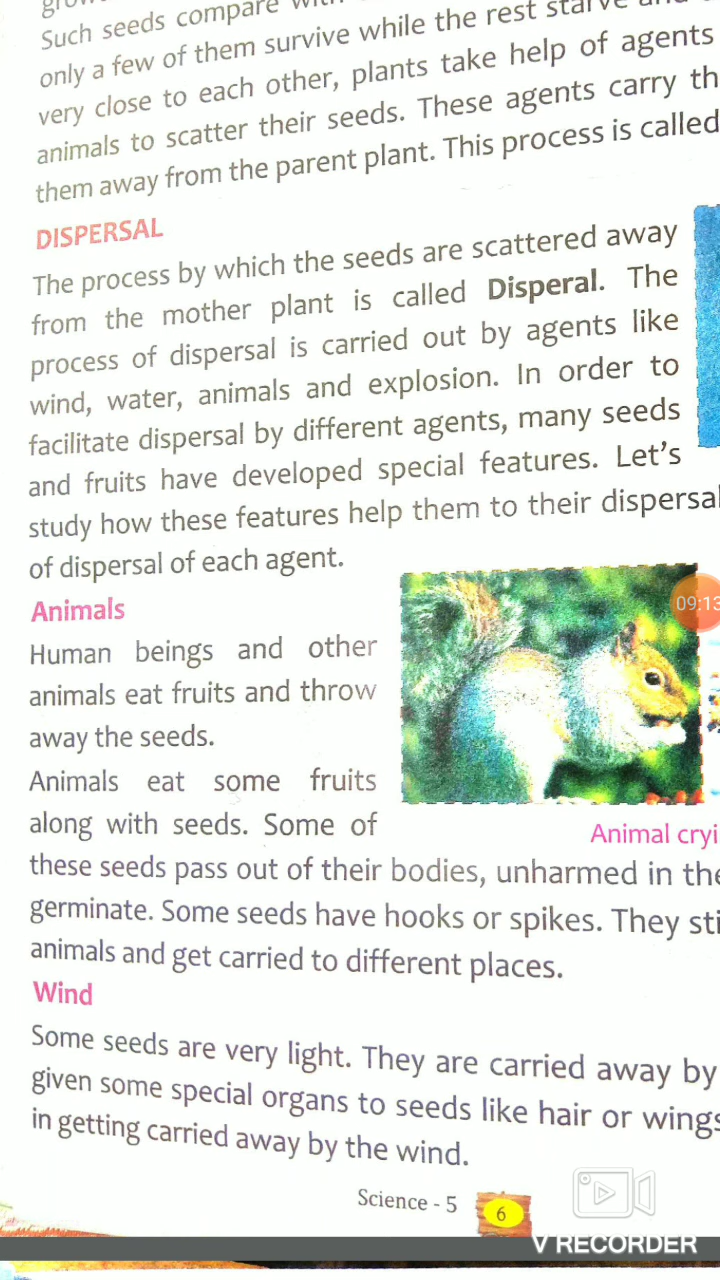 Such seeds compare
only a few of them survive while the rest starve and
very close to each other, plants take help of agents
animals to scatter their seeds. These agents carry th
them away from the parent plant. This process is called
DISPERSAL
The process by which the seeds are scattered away
from the mother plant is called Disperal. The
process of dispersal is carried out by agents like
wind, water, animals and explosion. In order to
facilitate dispersal by different agents, many seeds
and fruits have developed special features. Let's
study how these features help them to their dispersal
of dispersal of each agent.
Animals
Human beings and other
animals eat fruits and throw
away the seeds.
Animals eat some fruits
along with seeds. Some of
09:13
Animal cryi
these seeds pass out of their bodies, unharmed in the
germinate. Some seeds have hooks or spikes. They sti
animals and get carried to different places.
Wind
Some seeds are very light. They are carried away by
given some special organs to seeds like hair or wings
in getting carried away by the wind.
Science - 5
6
V RECORDER